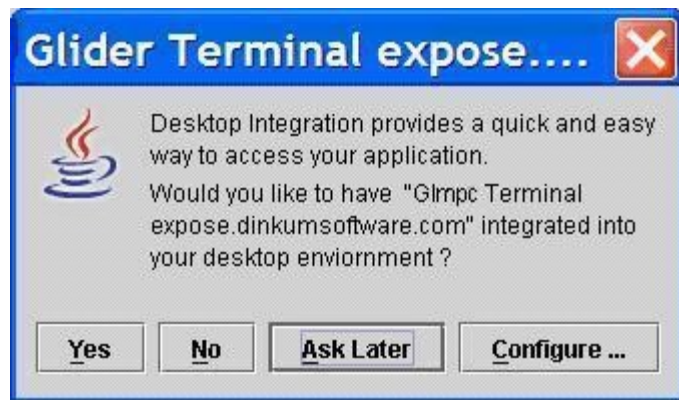 Glider Terminal expose....
Desktop Integration provides a quick and easy
way to access your application.
Would you like to have "Glmpc Terminal
expose.dinkumsoftware.com" integrated into
your desktop enviornment ?
Yes No Ask Later Configure ...